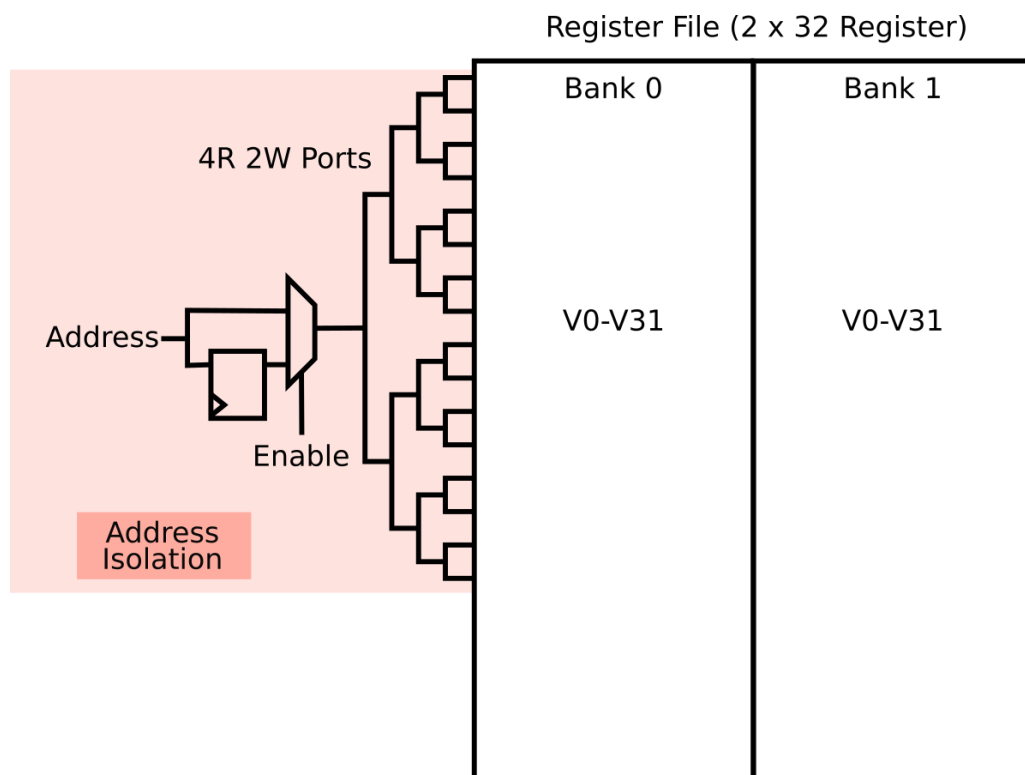 Register File (2 x 32 Register)
Bank 0
Bank 1
4R 2W Ports
V0-V31
V0-V31
Address
Enable
Address
Isolation